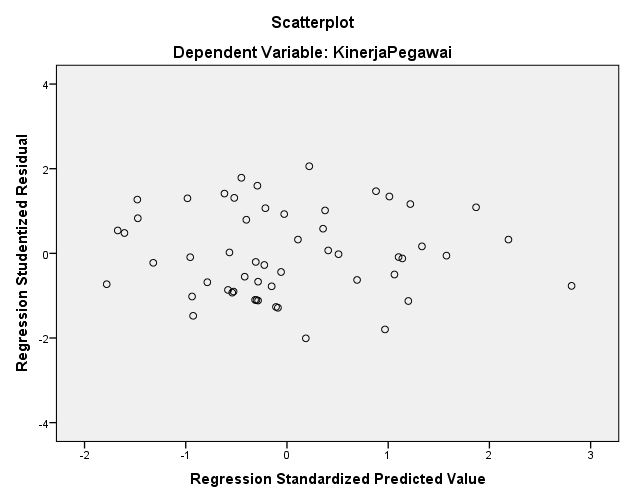 Scatterplot
Dependent Variable: KinerjaPegawai
Regression Studentized Residual
4
2
0
-2
-4
-2
-1
0
1
2
3
Regression Standardized Predicted Value